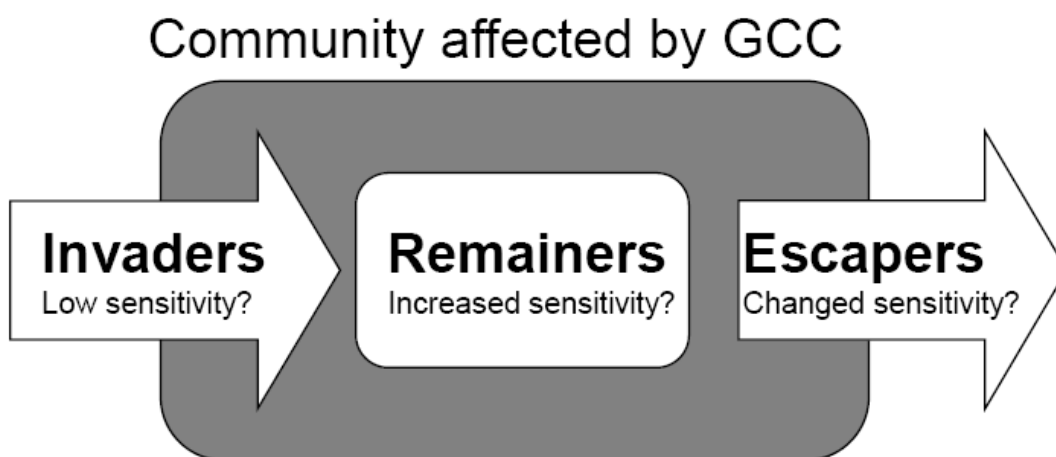 Community affected by GCC
Invaders
Low sensitivity?
Remainers
Increased sensitivity?
Escapers
Changed sensitivity?